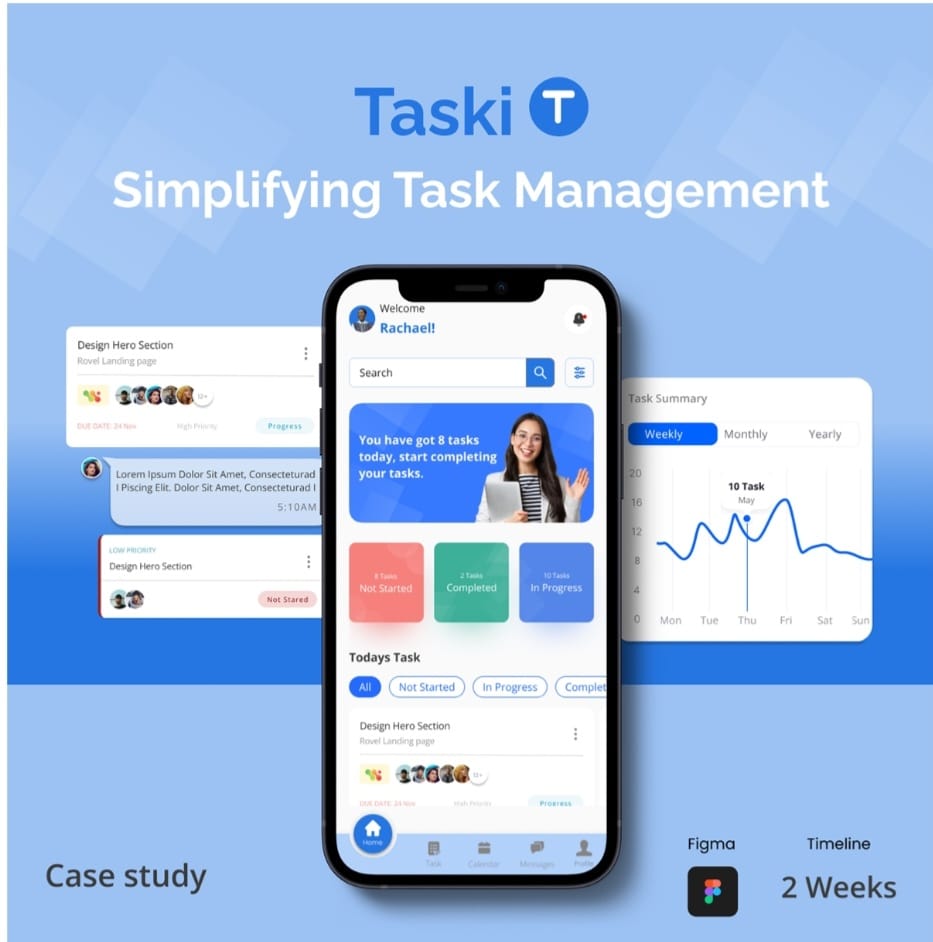 Taski T
Simplifying Task Management
Welcome
Rachael!
Search
You have got 8 tasks
today, start completing
your tasks.
8 Tasks
Not Started
2 Tasks
Completed
10 Tasks
In Progress
Todays Task
All
Not Started
In Progress
Complet
Design Hero Section
Rovel Landing page
12+
DUE DATE: 24 Nov
High Priority
Progress
Home
Task
Calendar
Messages
Profile
Design Hero Section
Rovel Landing page
12+
DUE DATE: 24 Nov
High Priority
Progress
Lorem Ipsum Dolor Sit Amet, Consecteturad
I Piscing Elit. Dolor Sit Amet, Consecteturad I
5:10AM
LOW PRIORITY
Design Hero Section
Not Stared
Task Summary
Weekly
Monthly
Yearly
20
16
12
8
4
0
10 Task
May
Mon
Tue
Thu
Fri
Sat
Sun
Case study
Figma
Timeline
2 Weeks